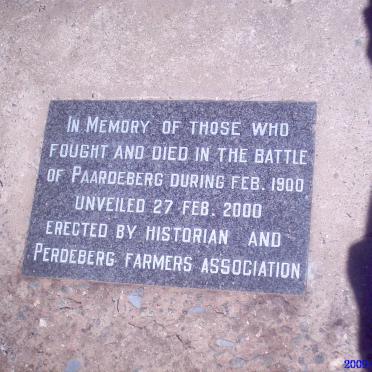 In Memory of those who
fought and died in the battle
of Paardeberg during Feb. 1900
unveiled 27 Feb. 2000
erected by historian and
Perdeberg farmers association